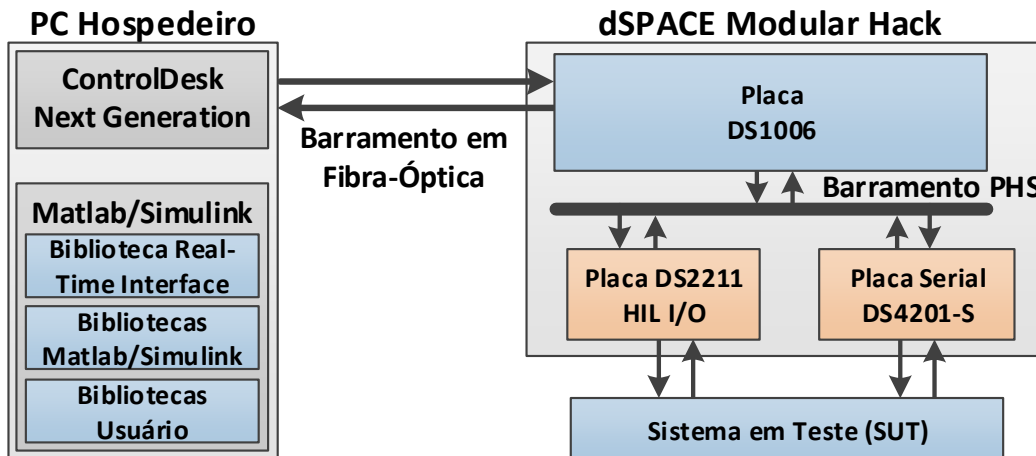 PC Hospedeiro
ControlDesk
Next Generation
Matlab/Simulink
Biblioteca Real-
Time Interface
Bibliotecas
Matlab/Simulink
Bibliotecas
Usuário
Barramento em
Fibra-Óptica
dSPACE Modular Hack
Placa
DS1006
Barramento PHS
Placa DS2211
HIL I/O
Placa Serial
DS4201-S
Sistema em Teste (SUT)